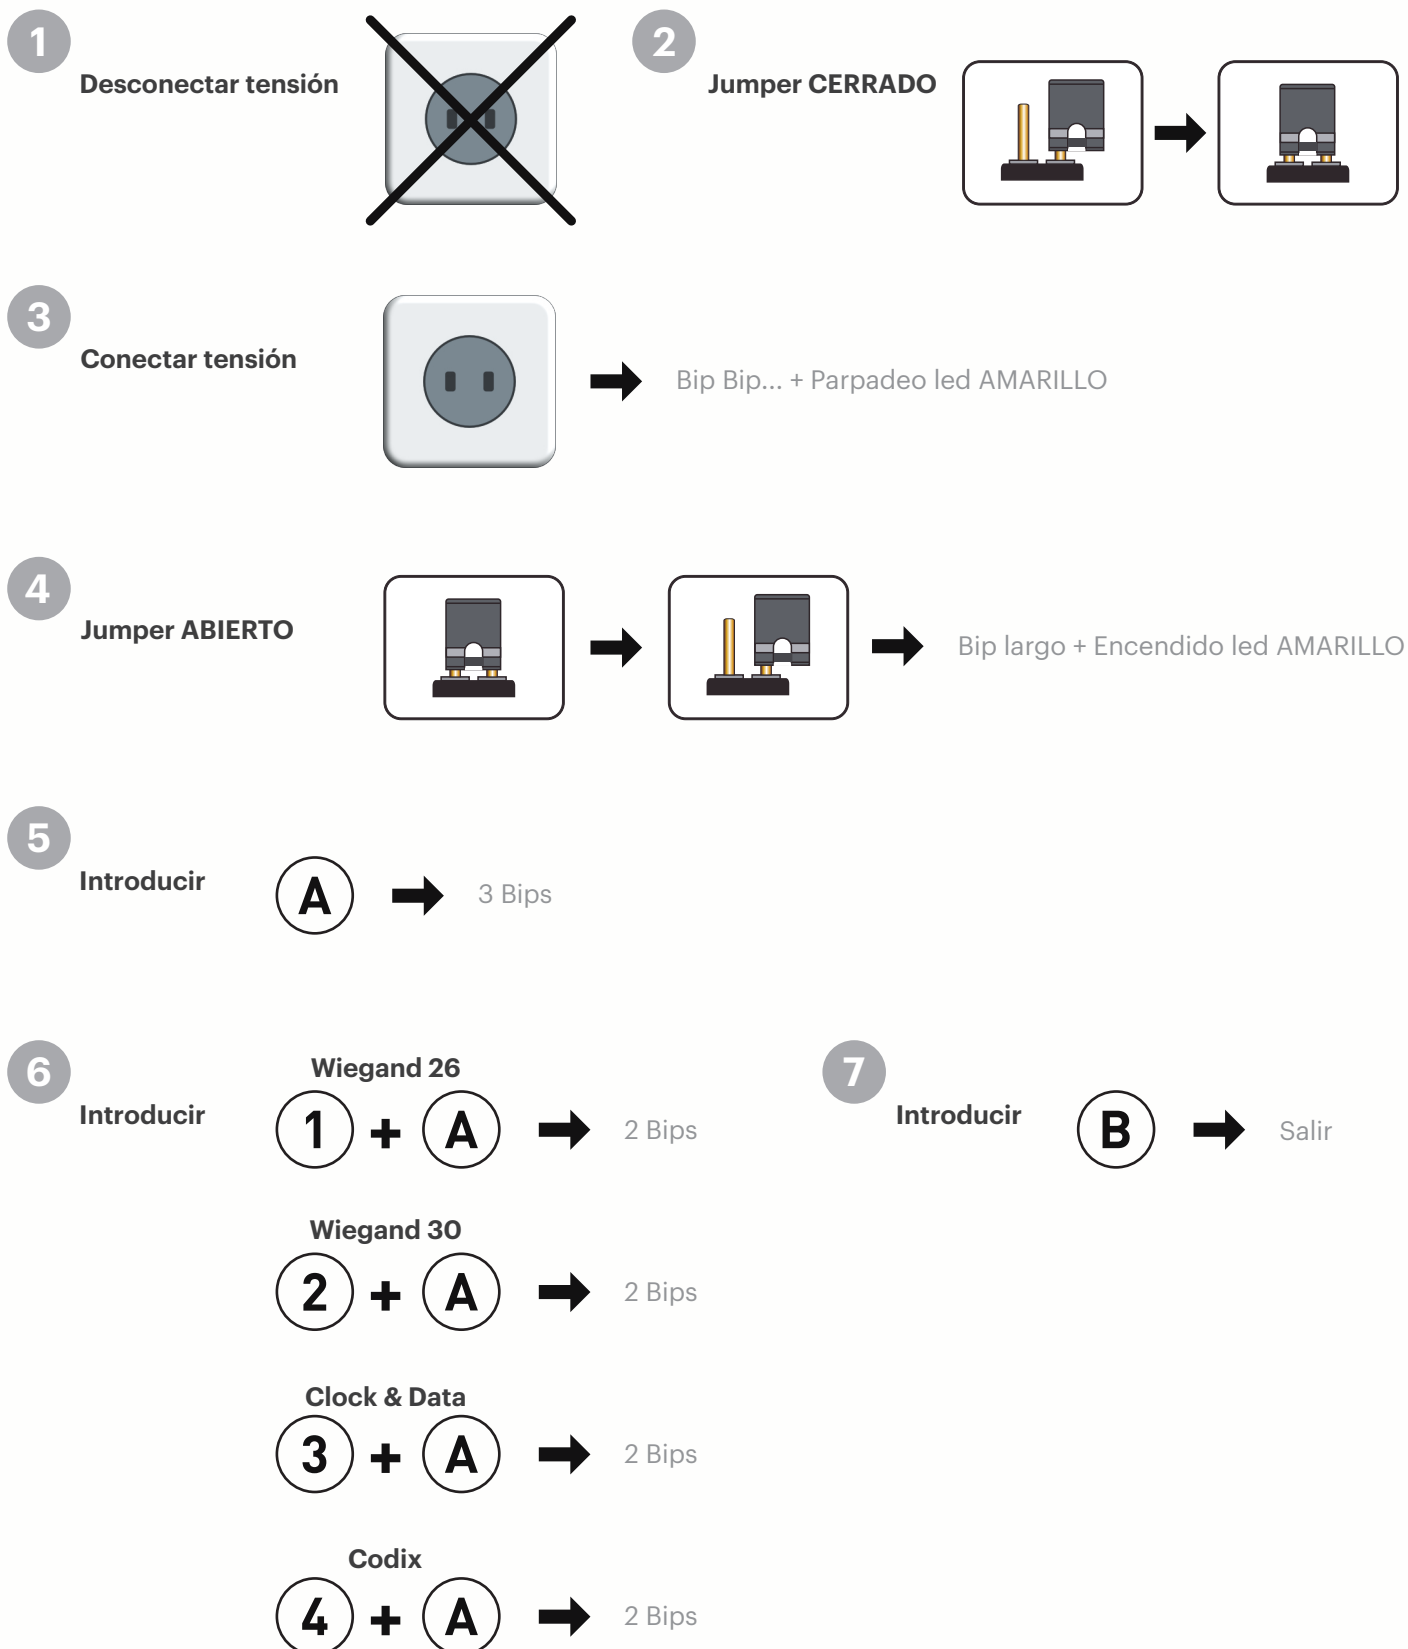 1
Desconectar tensión
2
Jumper CERRADO
3
Conectar tensión
Bip Bip... + Parpadeo led AMARILLO
4
Jumper ABIERTO
Bip largo + Encendido led AMARILLO
5
Introducir
A
3 Bips
6
Introducir
Wiegand 26
1 + A
2 Bips
Wiegand 30
2 + A
2 Bips
Clock & Data
3 + A
2 Bips
Codix
4 + A
2 Bips
7
Introducir
B
Salir